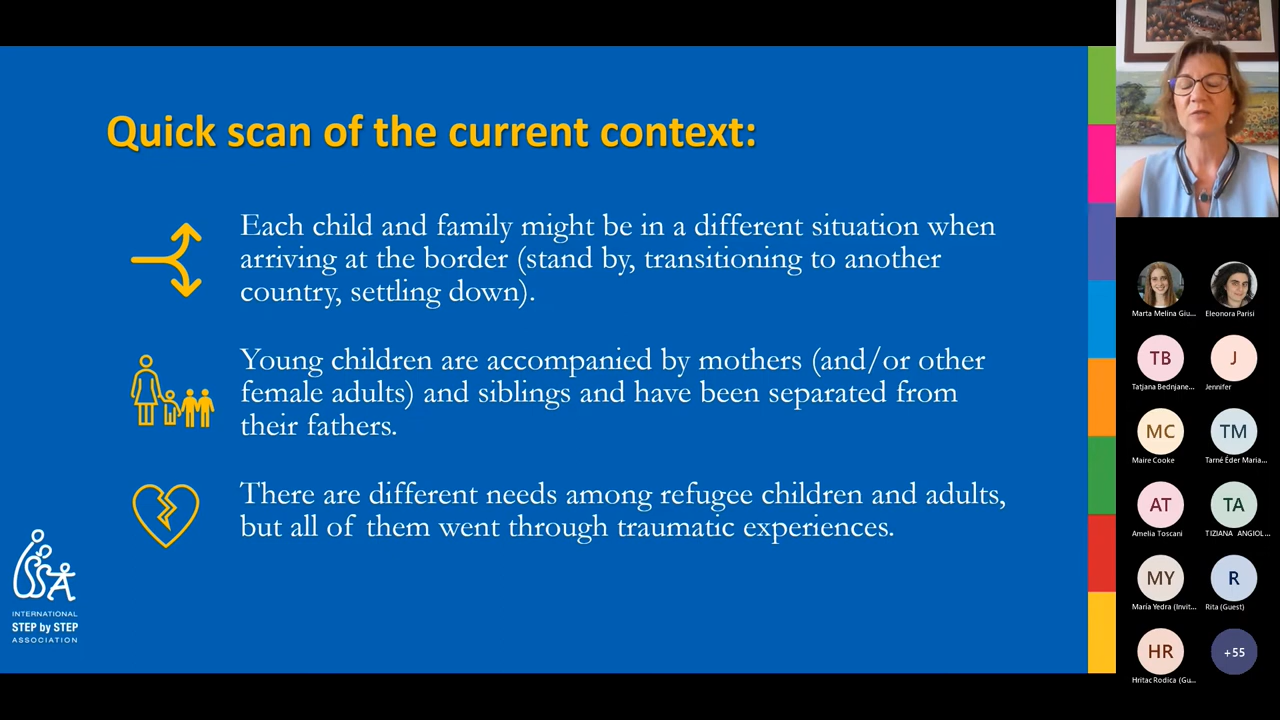 Quick scan of the current context:
Each child and family might be in a different situation when
arriving at the border (stand by, transitioning to another
country, settling down).
Young children are accompanied by mothers (and/or other
female adults) and siblings and have been separated from
their fathers.
There are different needs among refugee children and adults,
but all of them went through traumatic experiences.
ISSA
INTERNATIONAL
STEP by STEP
ASSOCIATION
Marta Melina Giu...
Eleonora Parisi
TB
J
Tatjana Bednjane...
Jennifer
MC
TM
Maire Cooke
Tarné Éder Maria...
AT
TA
Amelia Toscani
TIZIANA ANGIOL...
MY
R
María Yedra (Invit...
Rita (Guest)
HR
+55
Hritac Rodica (Gu...